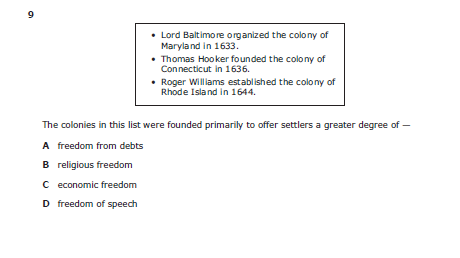 9
• Lord Baltimore organized the colony of
Maryland in 1633.
• Thomas Hooker founded the colony of
Connecticut in 1636.
• Roger Williams established the colony of
Rhode Island in 1644.
The colonies in this list were founded primarily to offer settlers a greater degree of —
A freedom from debts
B religious freedom
C economic freedom
D freedom of speech